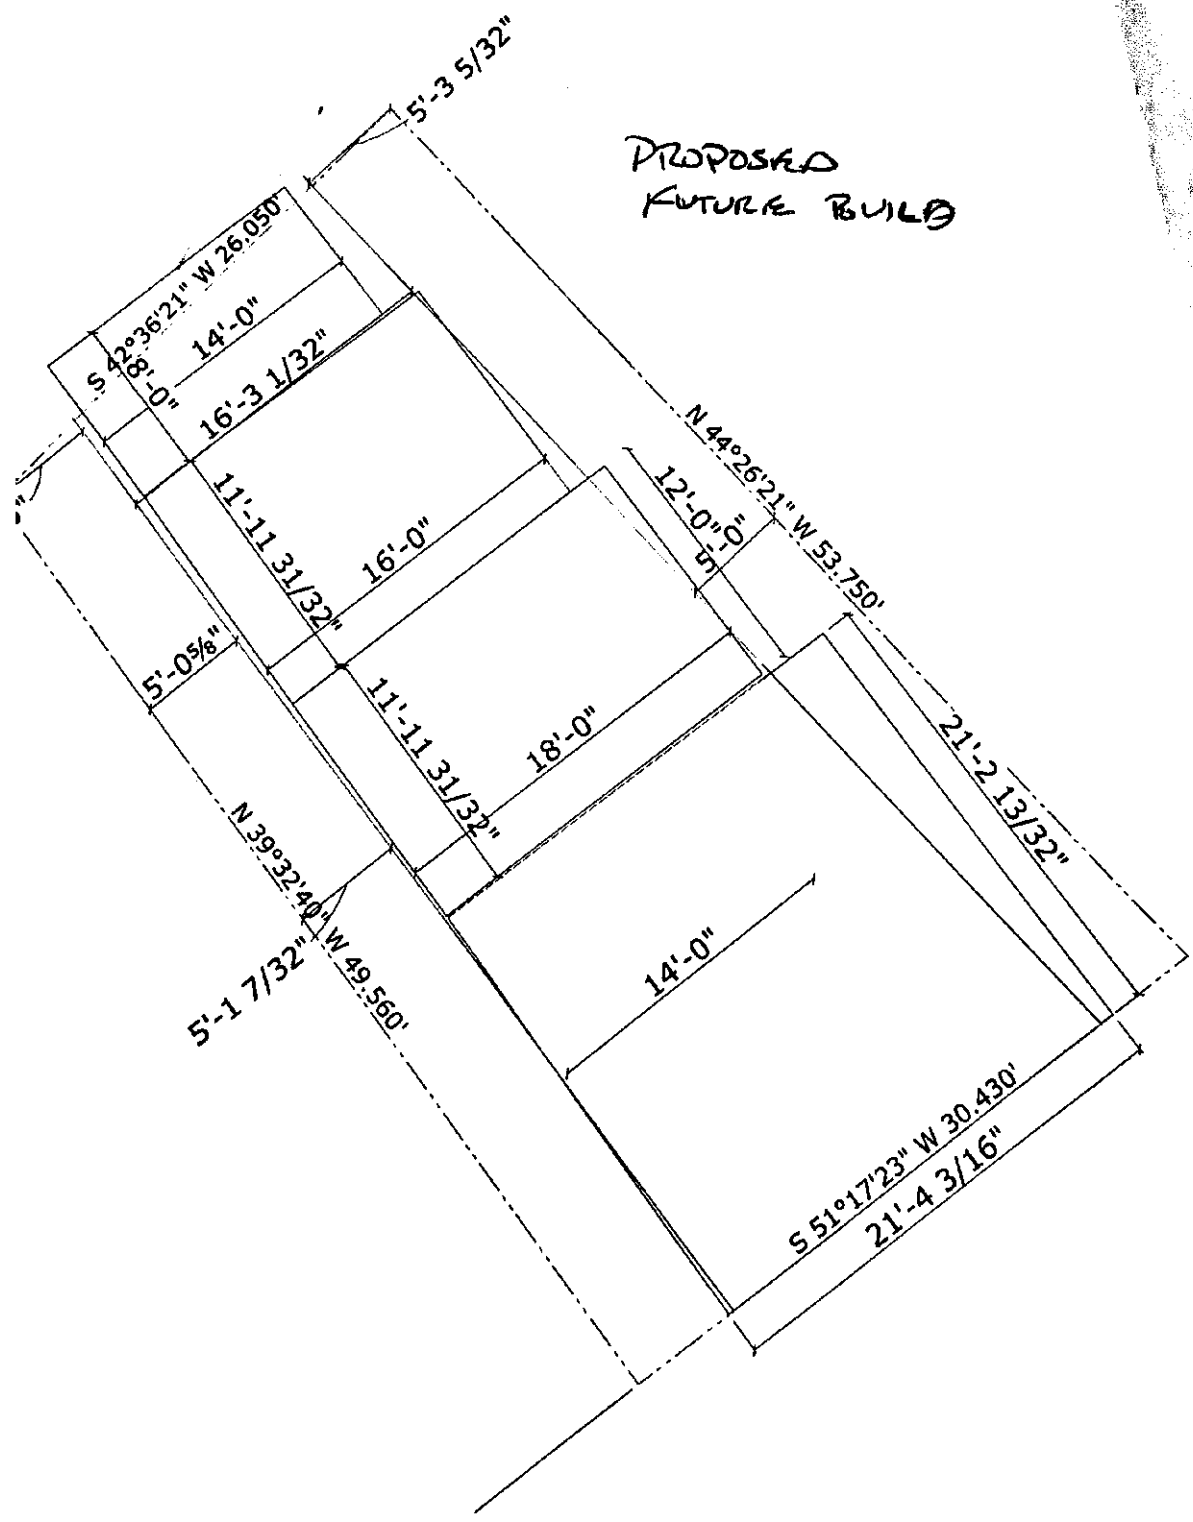 5'-3 5/32"
PROPOSED
FUTURE BUILD
S 42°36'21" W 26.050'
14'-0"
8'-0"
16'-3 1/32"
N 44°26'21" W 53.750'
12'-0"
5'-0"
11'-11 31/32"
16'-0"
5'-0⅝"
11'-11 31/32"
18'-0"
21'-2 13/32"
N 39°32'40" W 49.560'
5'-1 7/32"
14'-0"
S 51°17'23" W 30.430'
21'-4 3/16"